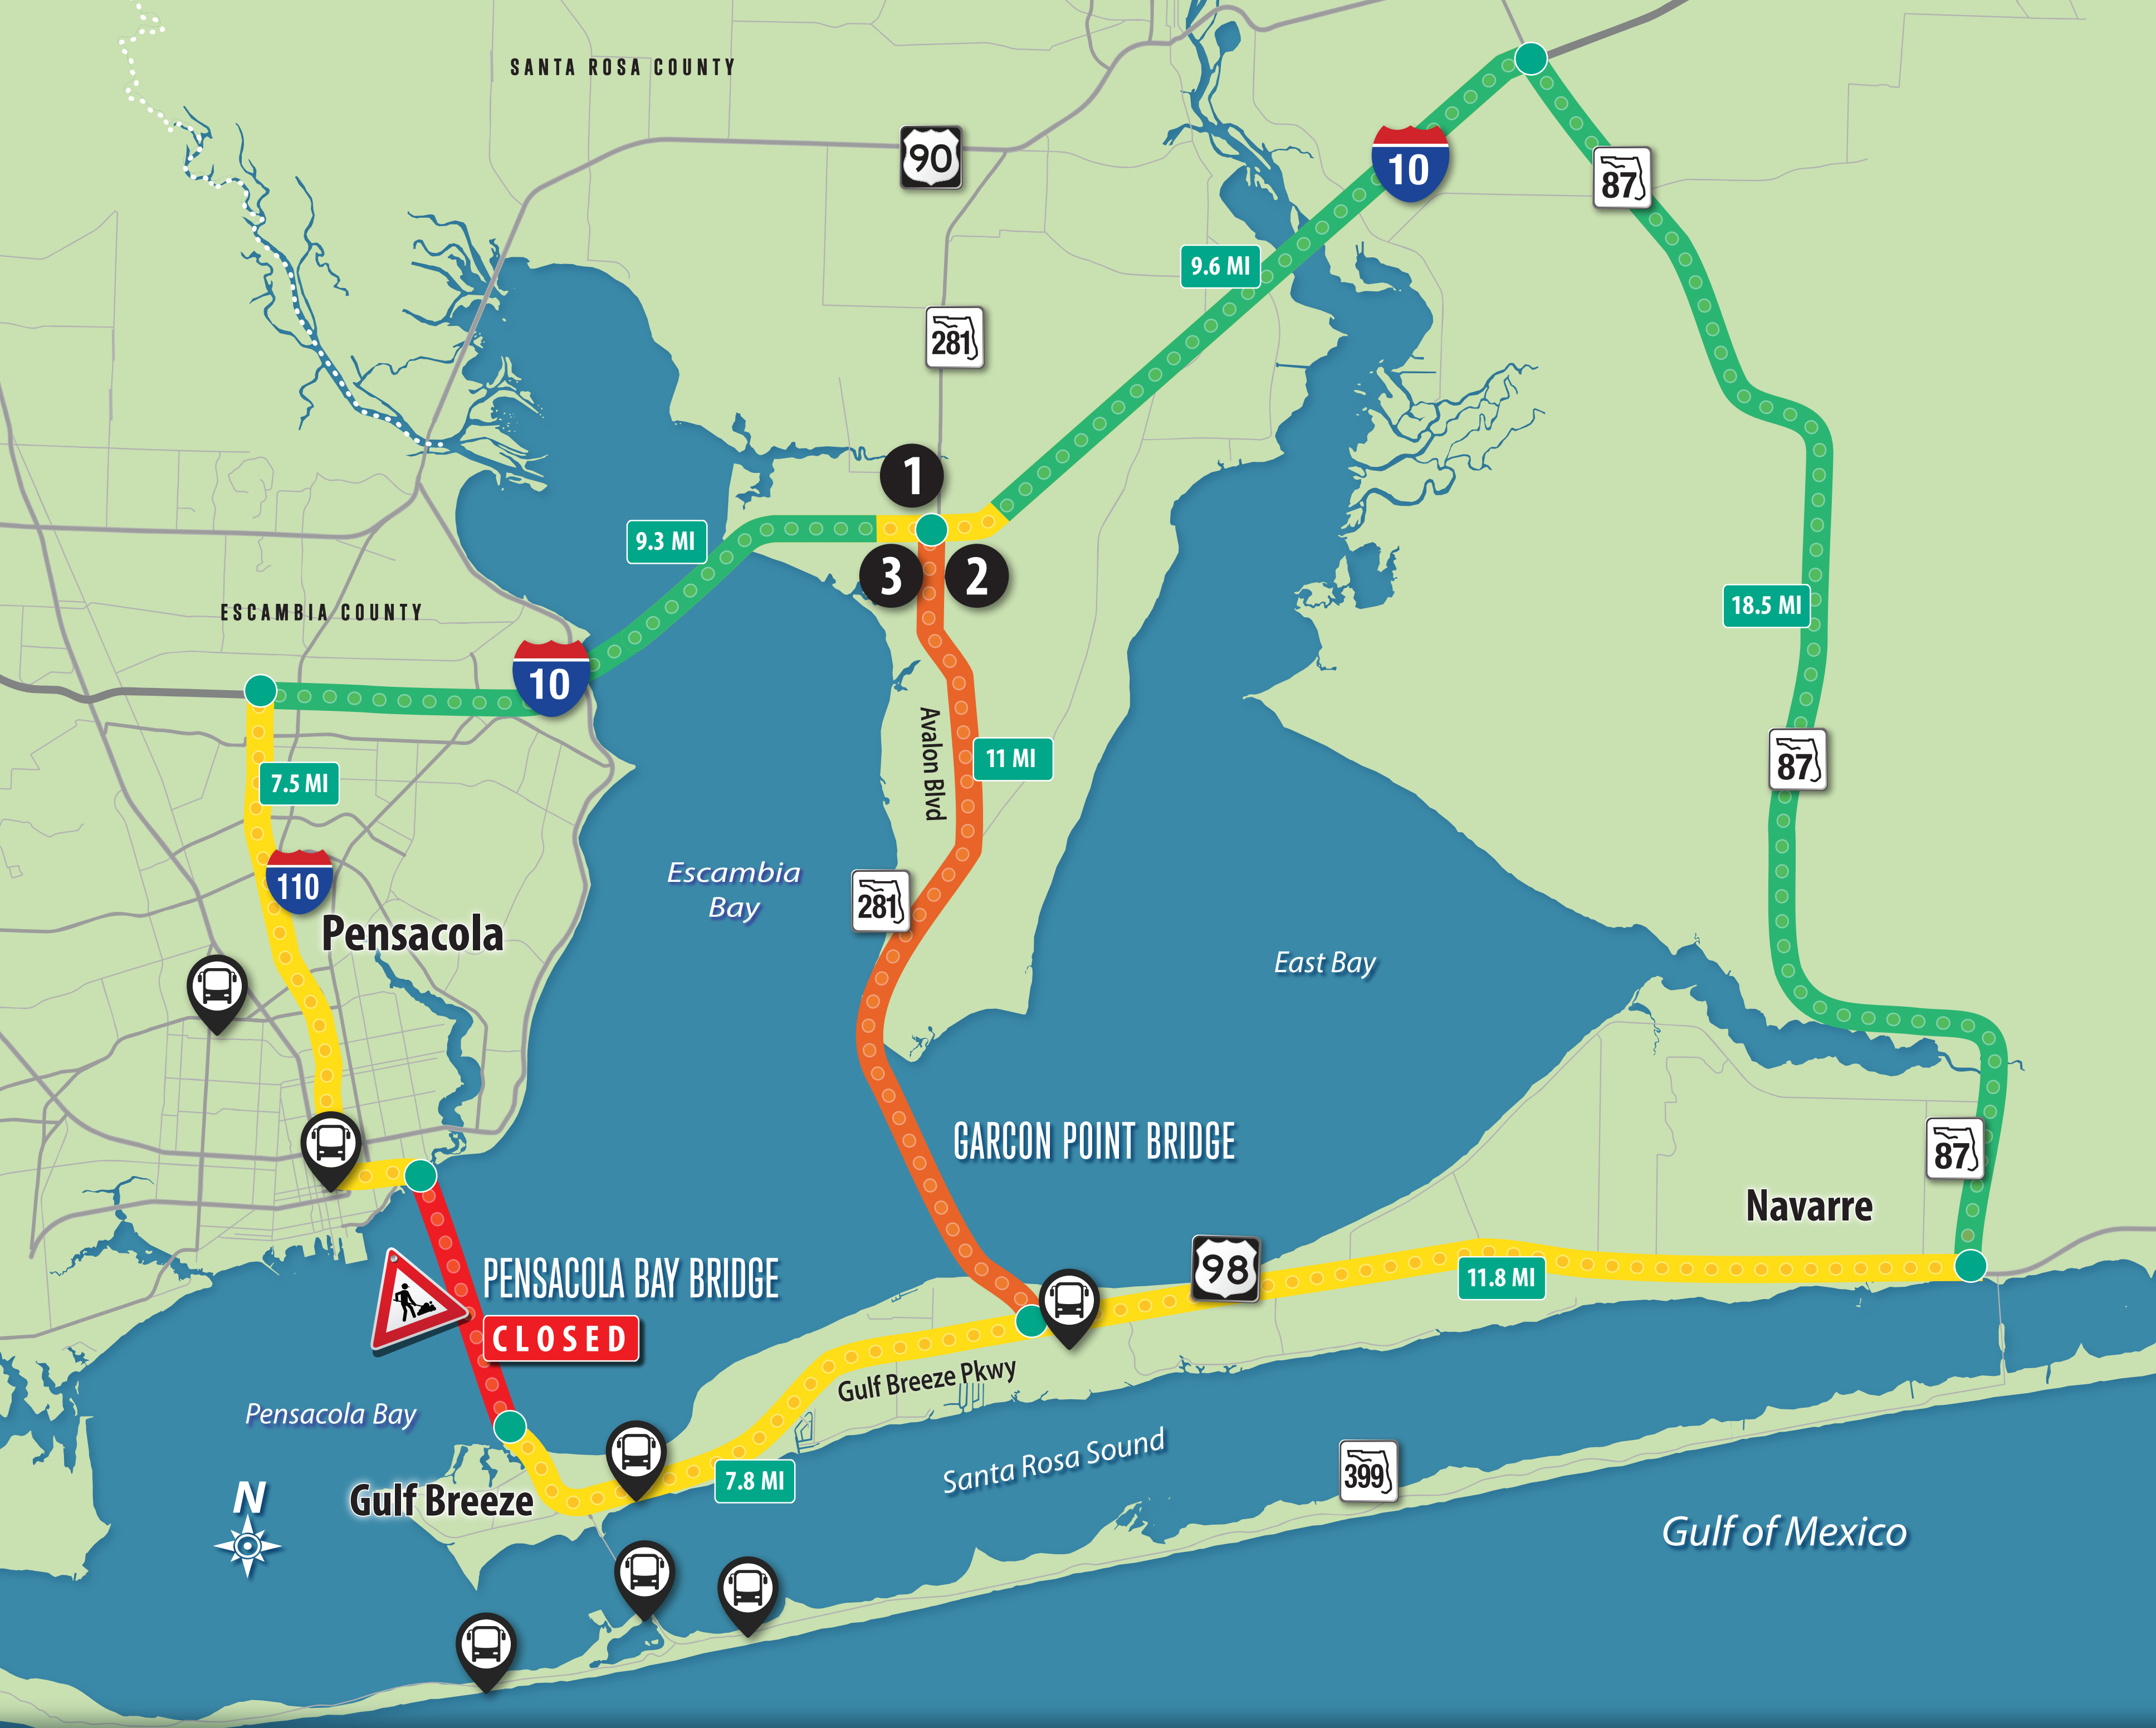 SANTA ROSA COUNTY
90
10
87
9.6 MI
281
1
9.3 MI
3
2
18.5 MI
ESCAMBIA COUNTY
10
Avalon Blvd
11 MI
87
7.5 MI
110
Escambia
Bay
281
Pensacola
East Bay
GARCON POINT BRIDGE
87
Navarre
PENSACOLA BAY BRIDGE
98
11.8 MI
CLOSED
Gulf Breeze Pkwy
Pensacola Bay
Santa Rosa Sound
399
7.8 MI
Gulf Breeze
N
Gulf of Mexico